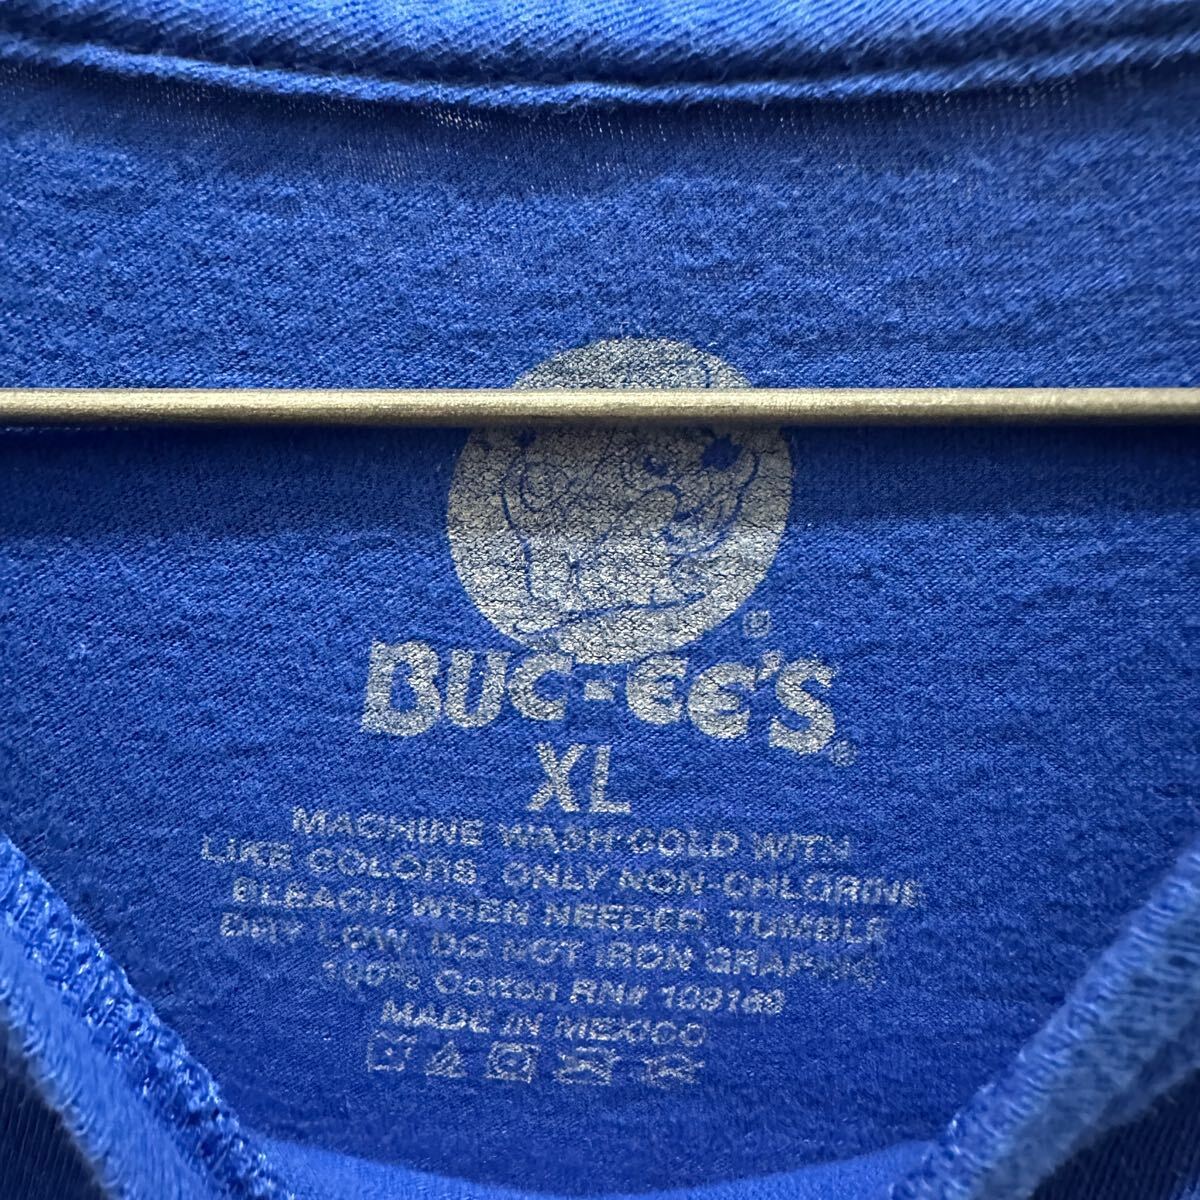 ®
BUC-EE'S®
XL
MACHINE WASH COLD WITH
LIKE COLORS. ONLY NON-CHLORINE
BLEACH WHEN NEEDED. TUMBLE
DRY LOW. DO NOT IRON GRAPHIC.
100% Cotton RN# 109189
MADE IN MEXICO